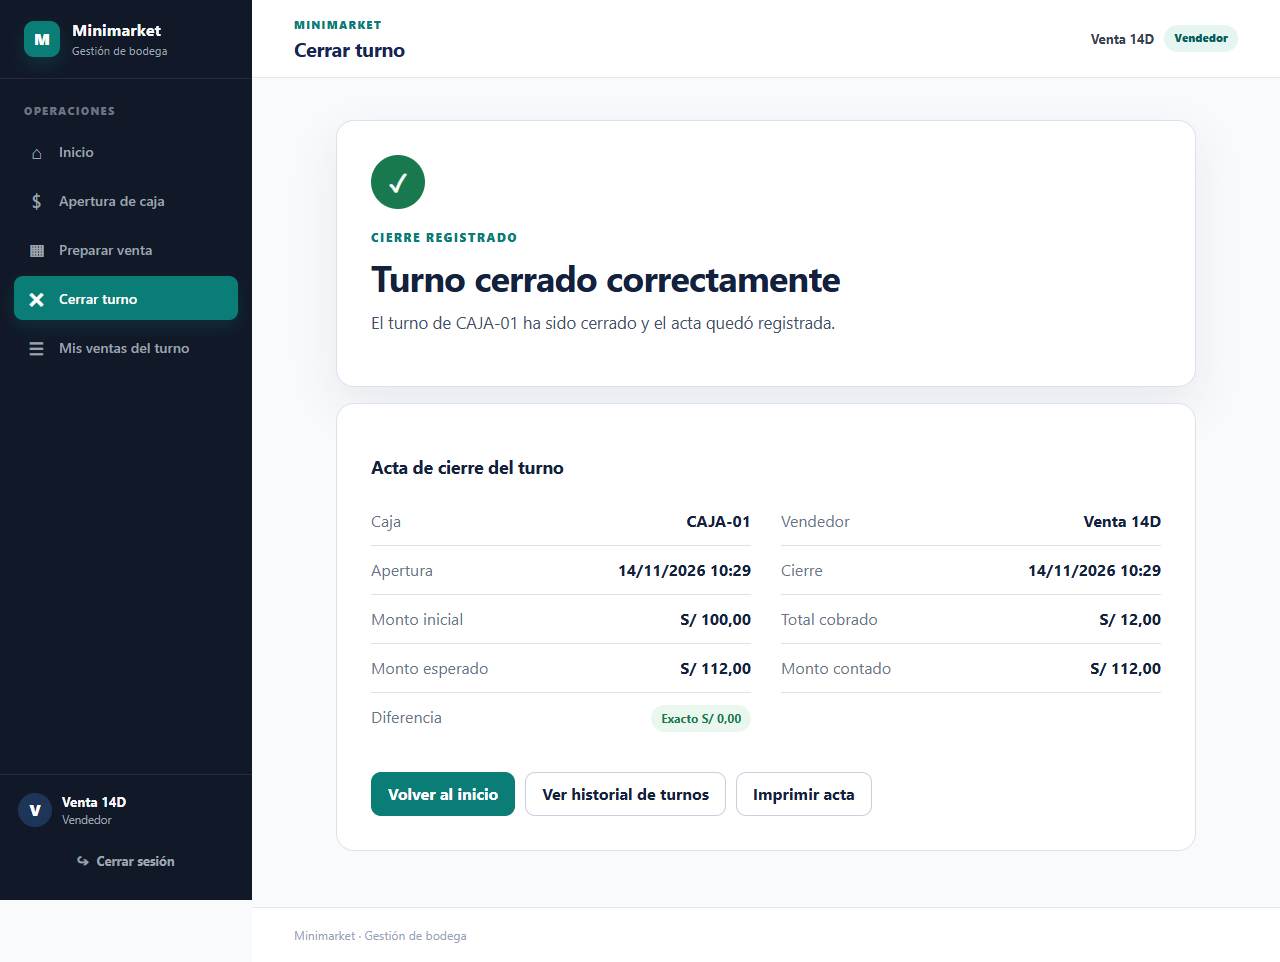 M
Minimarket
Gestión de bodega
OPERACIONES
Inicio
$ Apertura de caja
Preparar venta
Cerrar turno
Mis ventas del turno
V
Venta 14D
Vendedor
Cerrar sesión
MINIMARKET
Cerrar turno
Venta 14D Vendedor
CIERRE REGISTRADO
Turno cerrado correctamente
El turno de CAJA-01 ha sido cerrado y el acta quedó registrada.
Acta de cierre del turno
Caja CAJA-01
Vendedor Venta 14D
Apertura 14/11/2026 10:29
Cierre 14/11/2026 10:29
Monto inicial S/ 100,00
Total cobrado S/ 12,00
Monto esperado S/ 112,00
Monto contado S/ 112,00
Diferencia Exacto S/ 0,00
Volver al inicio
Ver historial de turnos
Imprimir acta
Minimarket · Gestión de bodega